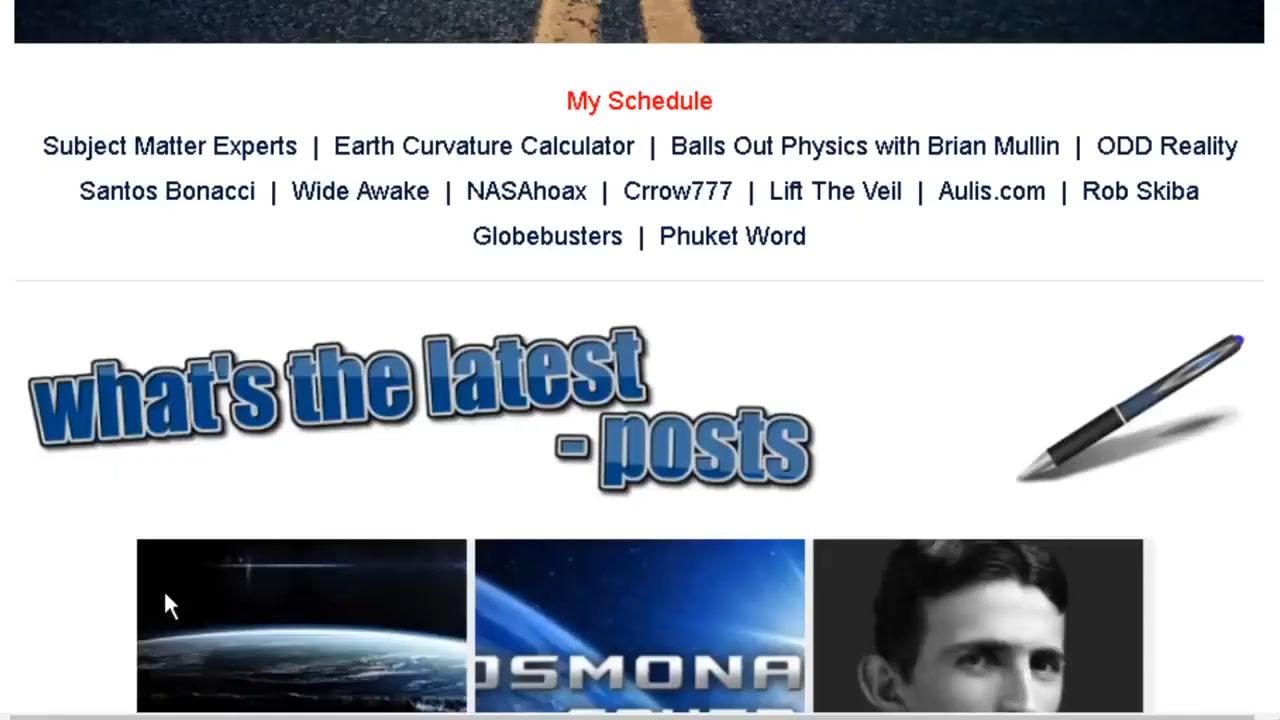 My Schedule
Subject Matter Experts | Earth Curvature Calculator | Balls Out Physics with Brian Mullin | ODD Reality
Santos Bonacci | Wide Awake | NASAhoax | Crrow777 | Lift The Veil | Aulis.com | Rob Skiba
Globebusters | Phuket Word
what's the latest
- posts
OSMONA